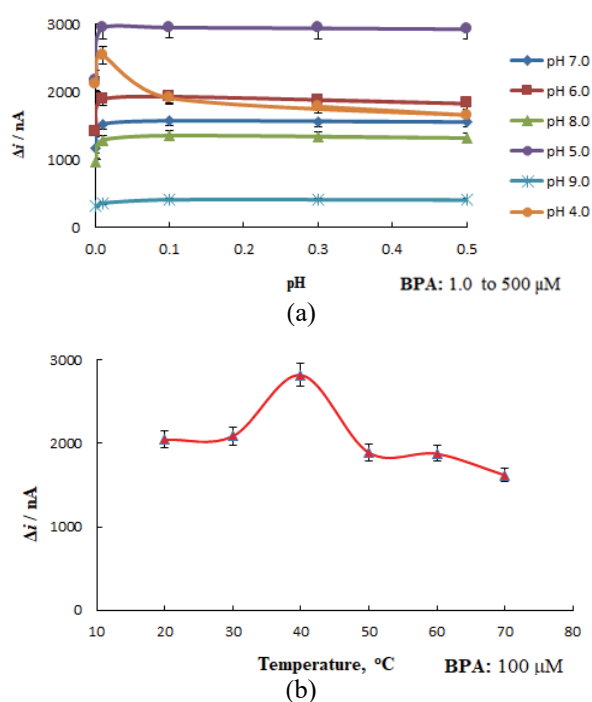 3000
2000
1000
0
Δi / nA
0.0 0.1 0.2 0.3 0.4 0.5
pH
BPA: 1.0 to 500 µM
pH 7.0
pH 6.0
pH 8.0
pH 5.0
pH 9.0
pH 4.0
(a)
3000
2000
1000
0
Δi / nA
10 20 30 40 50 60 70 80
Temperature, °C
BPA: 100 µM
(b)